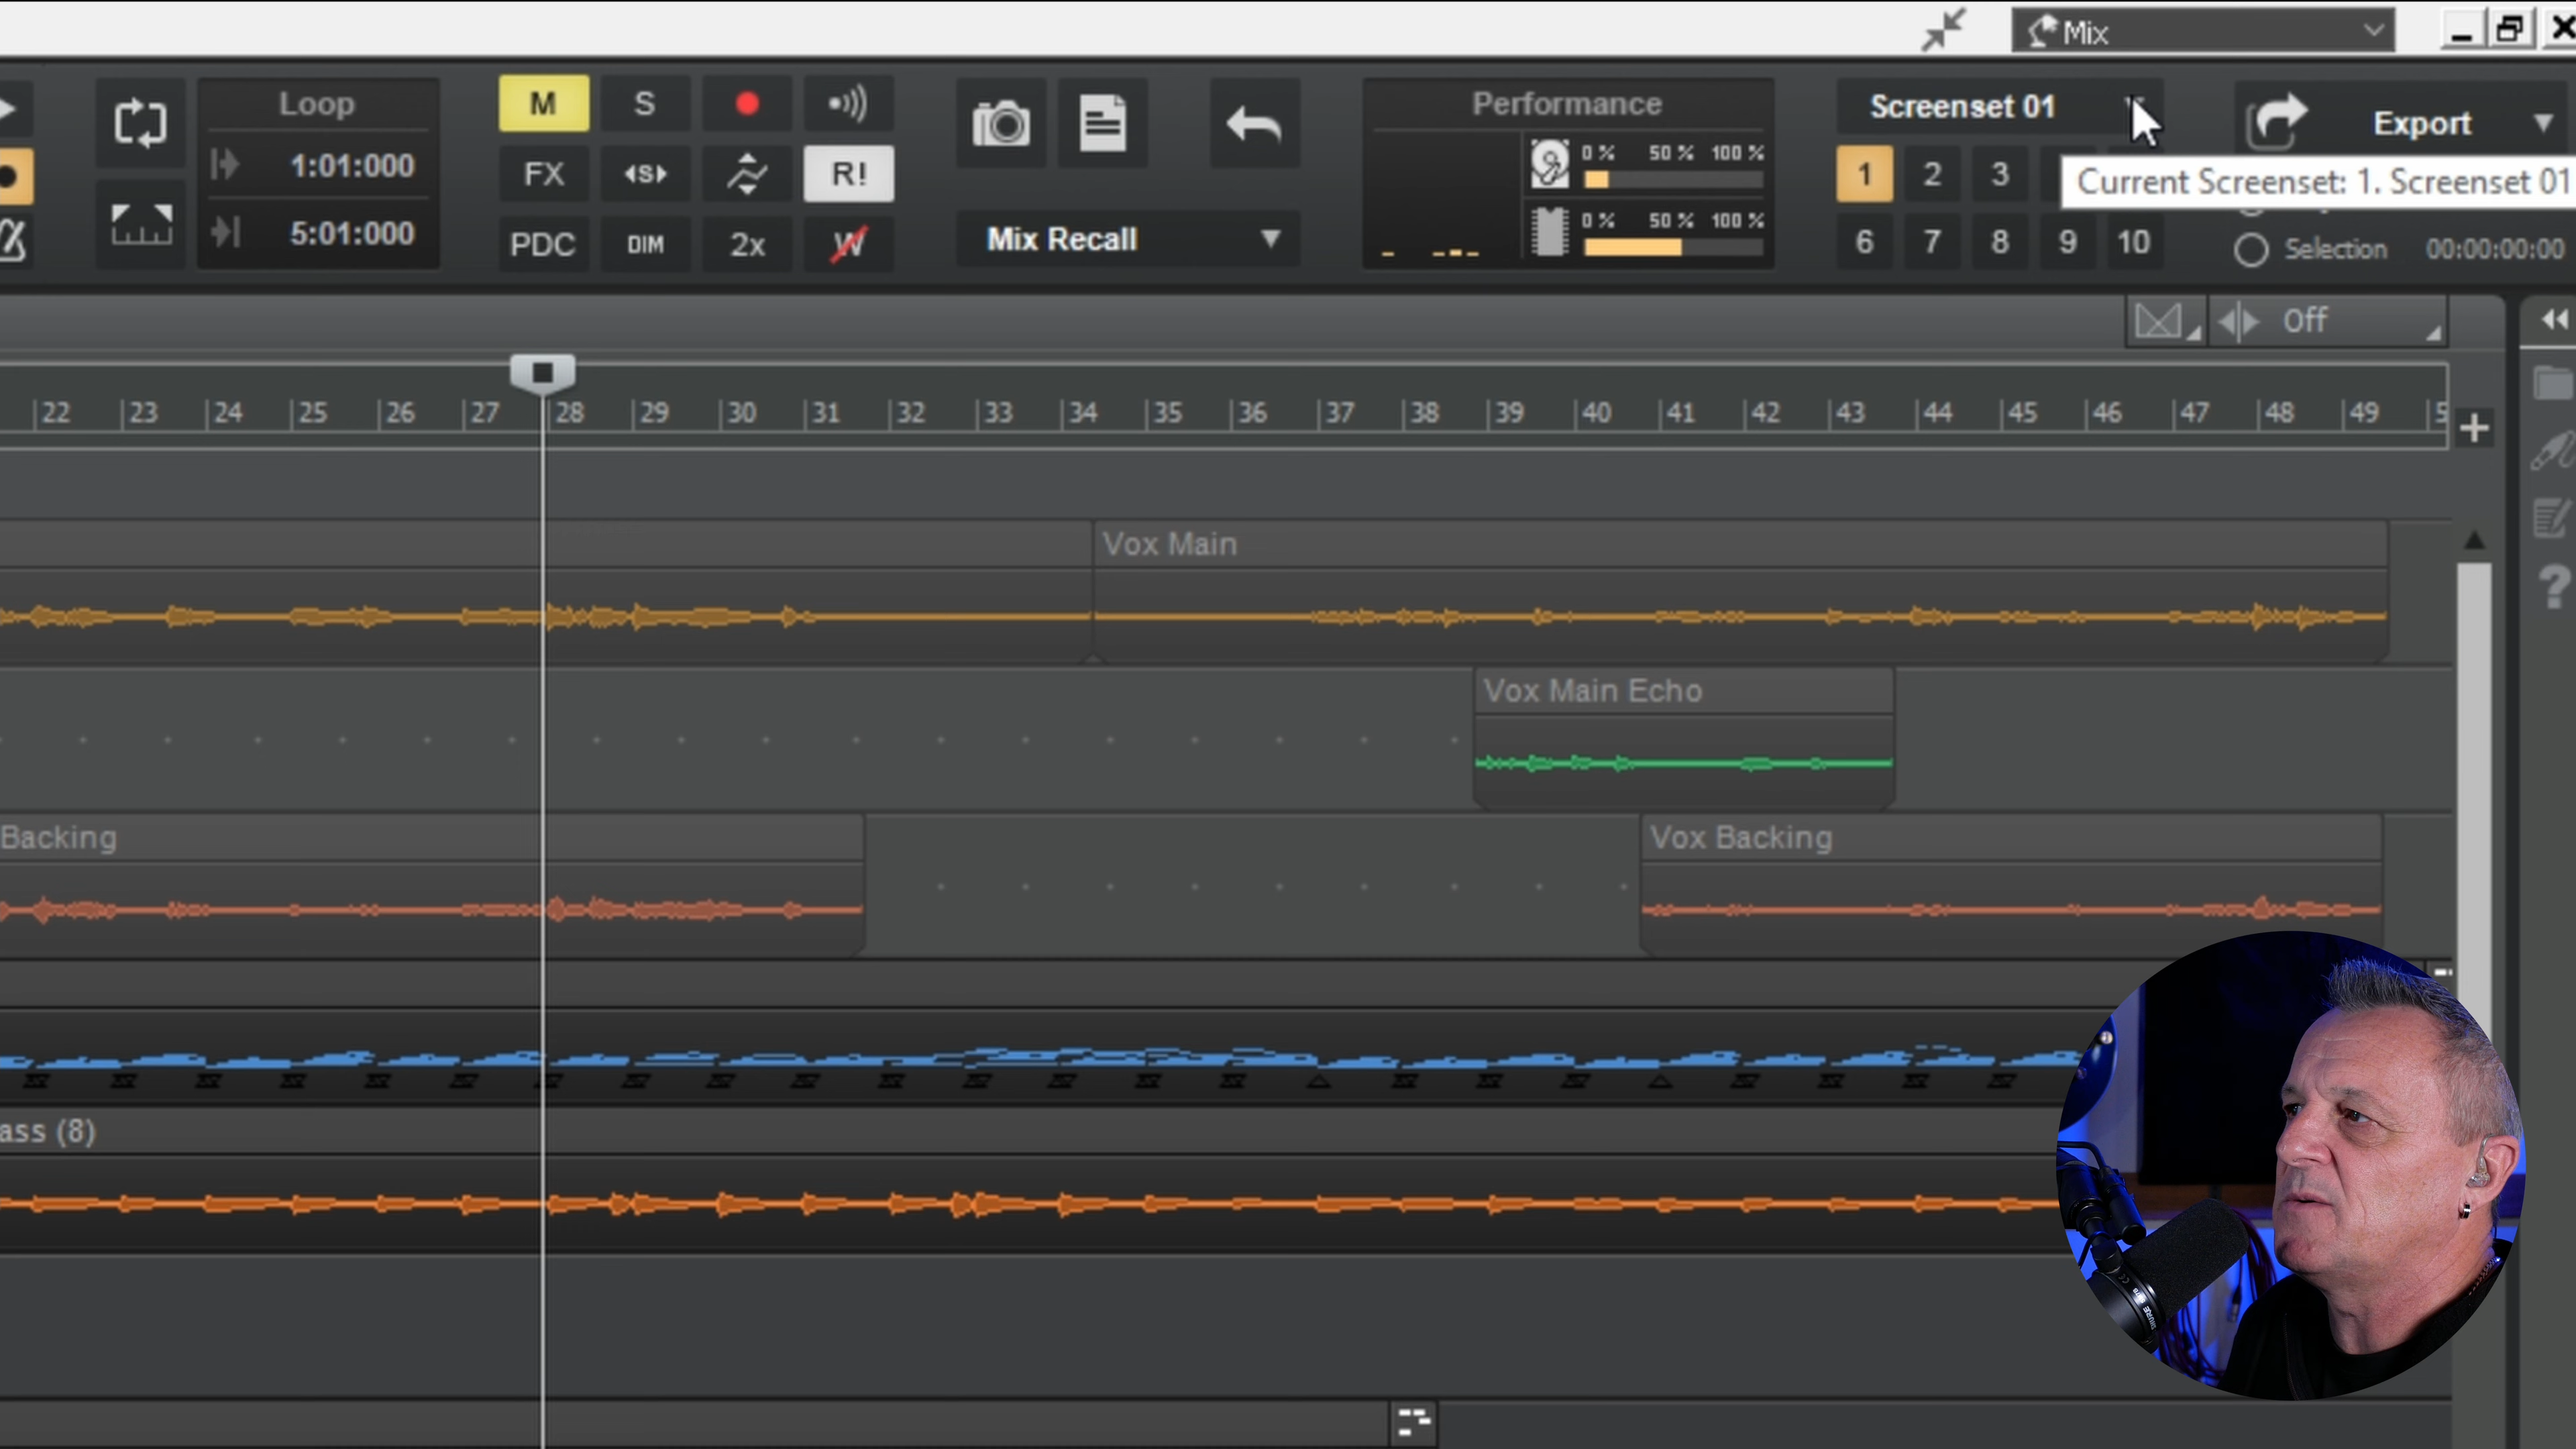 Mix
Loop
1:01:000
5:01:000
M S
FX S R!
PDC DIM 2x W
Mix Recall
Performance
0 % 50 % 100 %
0 % 50 % 100 %
Screenset 01
1 2 3
6 7 8 9 10
Current Screenset: 1. Screenset 01
Export
Selection 00:00:00:00
Off
22 23 24 25 26 27 28 29 30 31 32 33 34 35 36 37 38 39 40 41 42 43 44 45 46 47 48 49 5
Vox Main
Vox Main Echo
Backing
Vox Backing
ass (8)